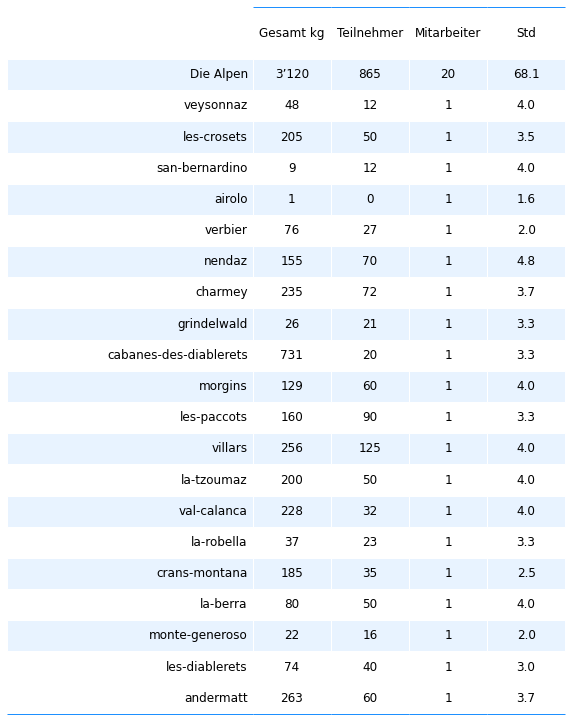 Gesamt kg Teilnehmer Mitarbeiter Std
Die Alpen 3’120 865 20 68.1
veysonnaz 48 12 1 4.0
les-crosets 205 50 1 3.5
san-bernardino 9 12 1 4.0
airolo 1 0 1 1.6
verbier 76 27 1 2.0
nendaz 155 70 1 4.8
charmey 235 72 1 3.7
grindelwald 26 21 1 3.3
cabanes-des-diablerets 731 20 1 3.3
morgins 129 60 1 4.0
les-paccots 160 90 1 3.3
villars 256 125 1 4.0
la-tzoumaz 200 50 1 4.0
val-calanca 228 32 1 4.0
la-robella 37 23 1 3.3
crans-montana 185 35 1 2.5
la-berra 80 50 1 4.0
monte-generoso 22 16 1 2.0
les-diablerets 74 40 1 3.0
andermatt 263 60 1 3.7